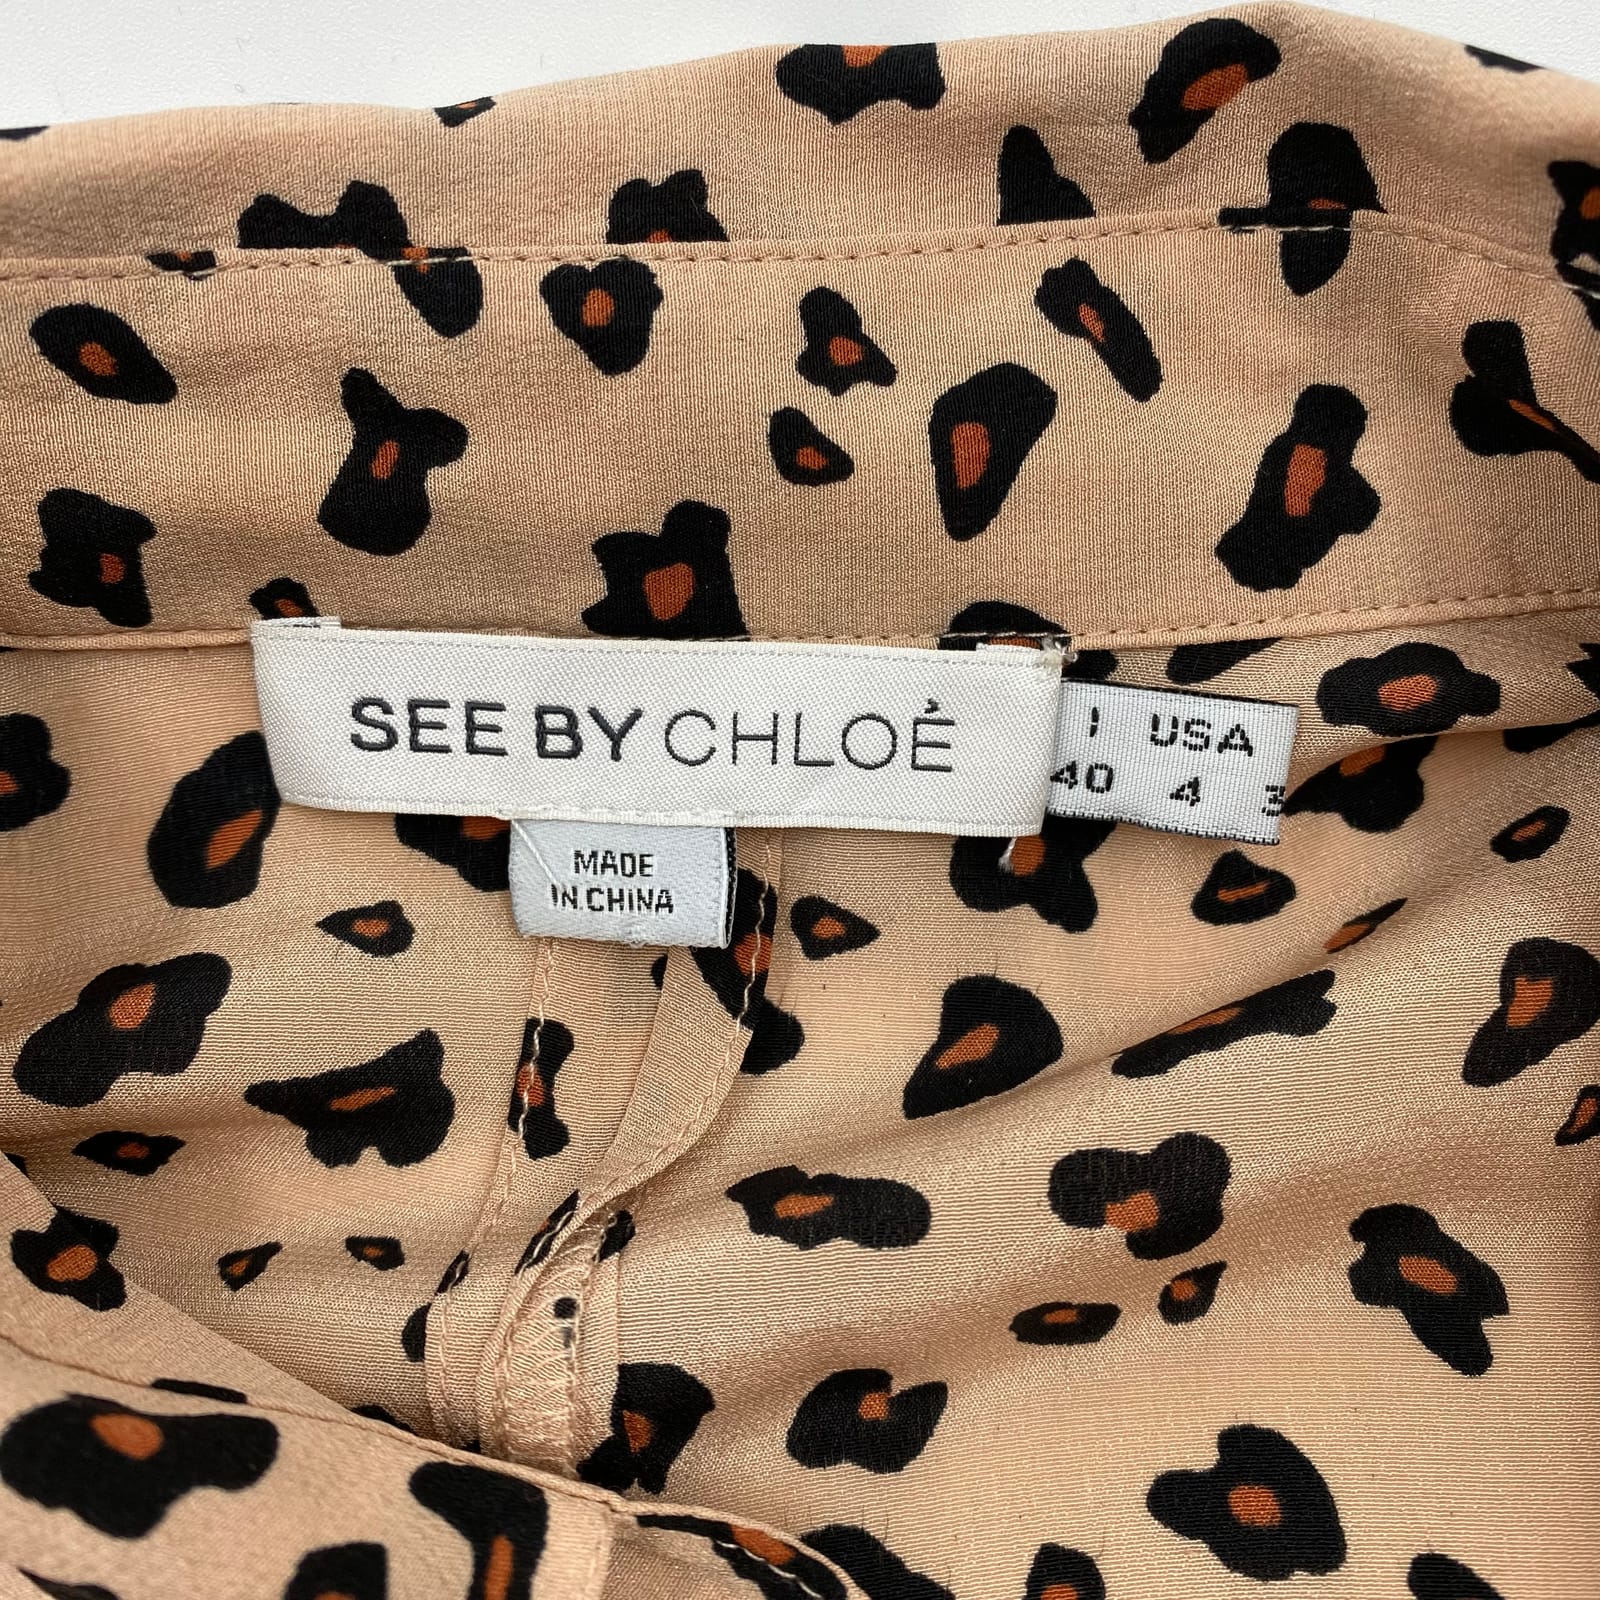 SEE BY CHLOÉ
I USA
40 4
MADE
IN CHINA